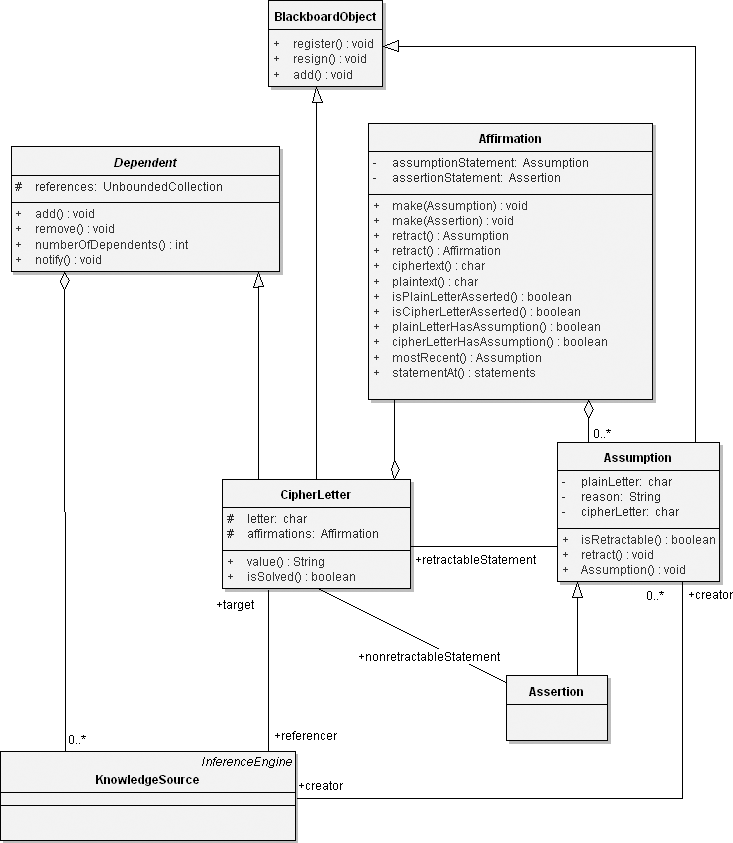 BlackboardObject
+ register() : void
+ resign() : void
+ add() : void
Affirmation
- assumptionStatement: Assumption
- assertionStatement: Assertion
+ make(Assumption) : void
+ make(Assertion) : void
+ retract() : Assumption
+ retract() : Affirmation
+ ciphertext() : char
+ plaintext() : char
+ isPlainLetterAsserted() : boolean
+ isCipherLetterAsserted() : boolean
+ plainLetterHasAssumption() : boolean
+ cipherLetterHasAssumption() : boolean
+ mostRecent() : Assumption
+ statementAt() : statements
Dependent
# references: UnboundedCollection
+ add() : void
+ remove() : void
+ numberOfDependents() : int
+ notify() : void
0..*
Assumption
- plainLetter: char
- reason: String
- cipherLetter: char
+ isRetractable() : boolean
+ retract() : void
+ Assumption() : void
CipherLetter
# letter: char
# affirmations: Affirmation
+ value() : String
+ isSolved() : boolean
+retractableStatement
0..*
+creator
+target
+nonretractableStatement
Assertion
+referencer
0..*
InferenceEngine
KnowledgeSource
+creator